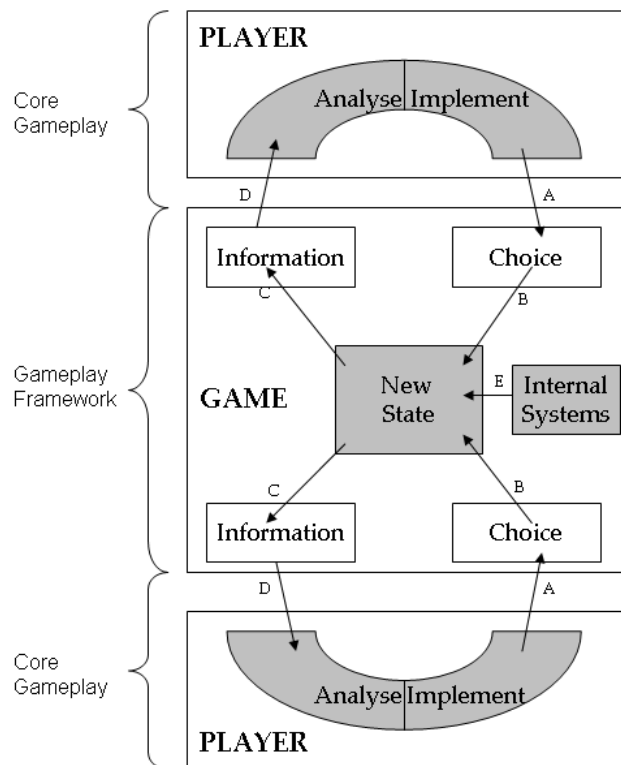 PLAYER
Analyse Implement
Core
Gameplay
D
A
Information
Choice
C
B
Gameplay
Framework
GAME
New
State
E
Internal
Systems
C
B
Information
Choice
D
A
Core
Gameplay
Analyse Implement
PLAYER